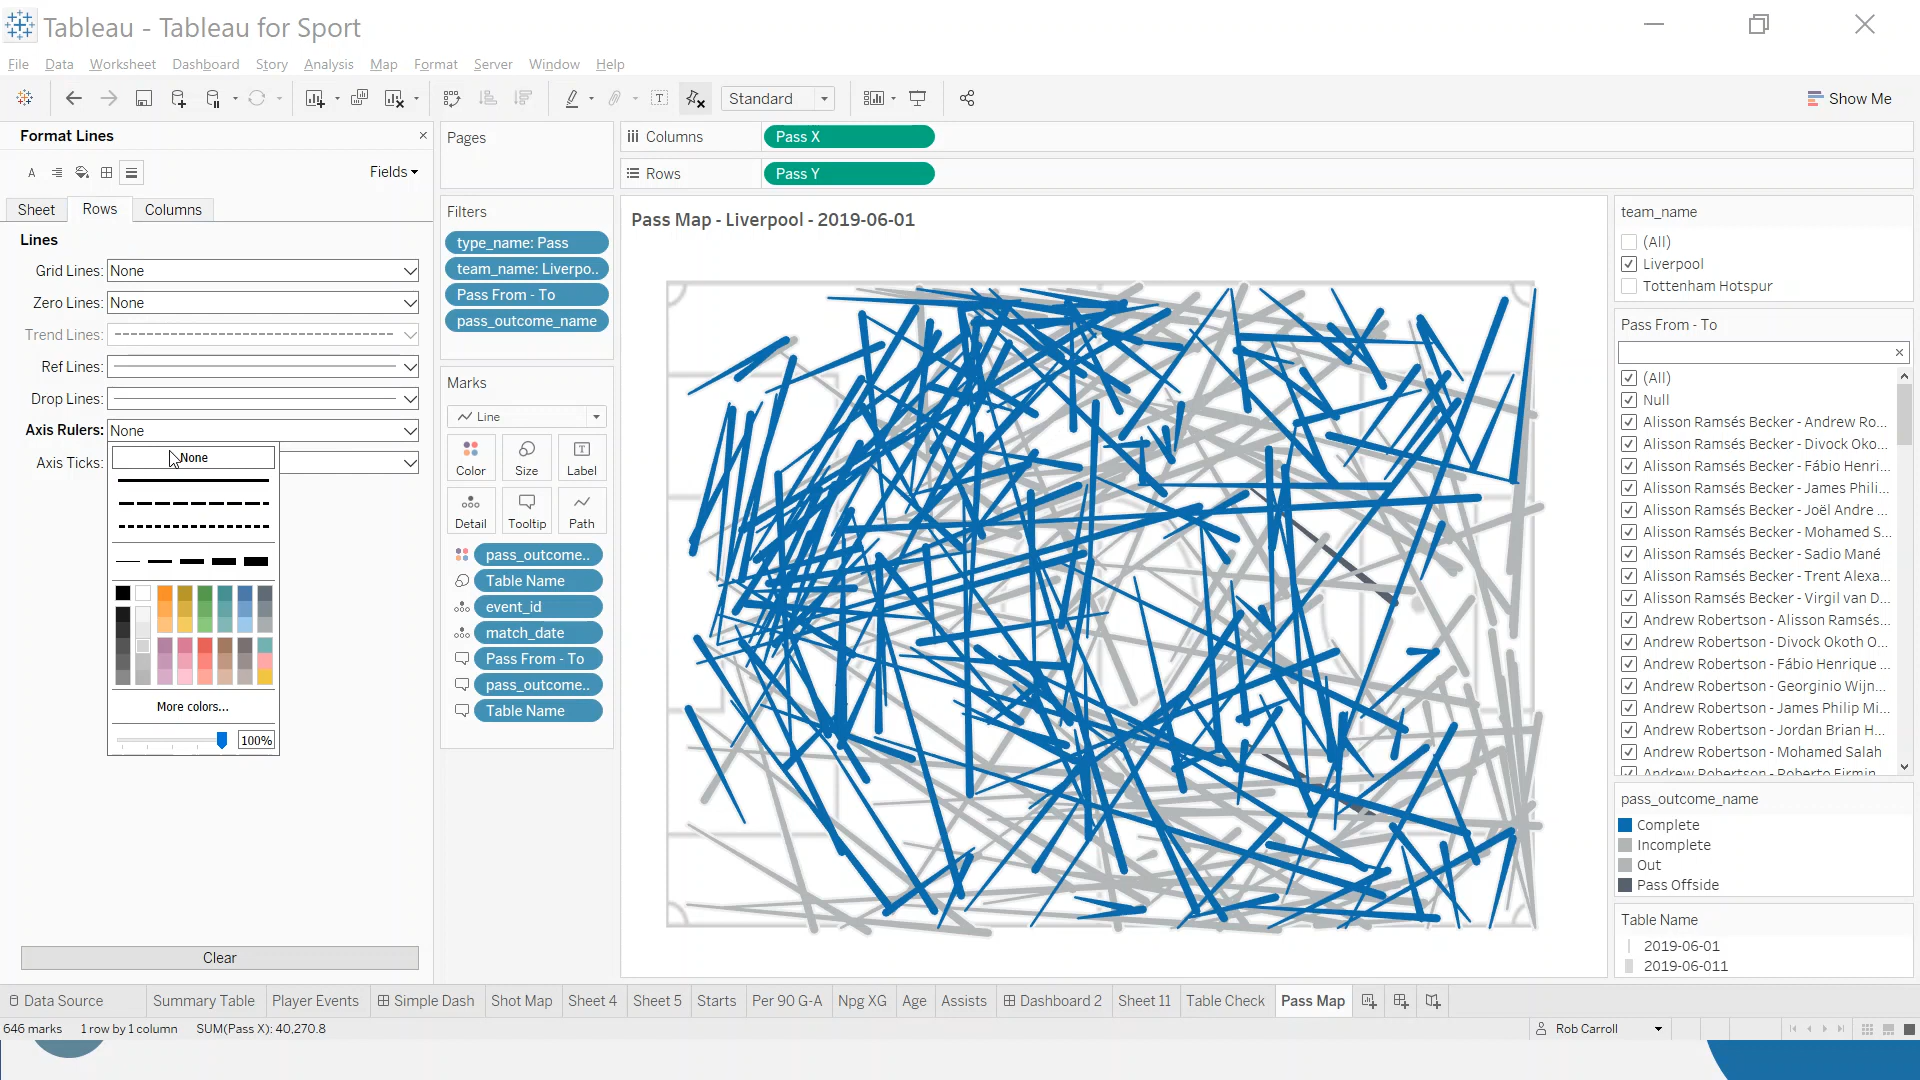 Tableau - Tableau for Sport
File Data Worksheet Dashboard Story Analysis Map Format Server Window Help
Standard
Show Me
Format Lines
A
Fields
Sheet Rows Columns
Lines
Grid Lines: None
Zero Lines: None
Trend Lines:
Ref Lines:
Drop Lines:
Axis Rulers: None
None
Axis Ticks:
More colors...
100%
Clear
Pages
Filters
type_name: Pass
team_name: Liverpo..
Pass From - To
pass_outcome_name
Marks
Line
Color Size Label
Detail Tooltip Path
pass_outcome..
Table Name
event_id
match_date
Pass From - To
pass_outcome..
Table Name
Columns Pass X
Rows Pass Y
Pass Map - Liverpool - 2019-06-01
team_name
(All)
Liverpool
Tottenham Hotspur
Pass From - To
(All)
Null
Alisson Ramsés Becker - Andrew Ro...
Alisson Ramsés Becker - Divock Oko...
Alisson Ramsés Becker - Fábio Henri...
Alisson Ramsés Becker - James Phili...
Alisson Ramsés Becker - Joël Andre ...
Alisson Ramsés Becker - Mohamed S...
Alisson Ramsés Becker - Sadio Mané
Alisson Ramsés Becker - Trent Alexa...
Alisson Ramsés Becker - Virgil van D...
Andrew Robertson - Alisson Ramsés...
Andrew Robertson - Divock Okoth O...
Andrew Robertson - Fábio Henrique ...
Andrew Robertson - Georginio Wijn...
Andrew Robertson - James Philip Mi...
Andrew Robertson - Jordan Brian H...
Andrew Robertson - Mohamed Salah
Andrew Robertson - Roberto Firmin
pass_outcome_name
Complete
Incomplete
Out
Pass Offside
Table Name
2019-06-01
2019-06-011
Data Source Summary Table Player Events Simple Dash Shot Map Sheet 4 Sheet 5 Starts Per 90 G-A Npg XG Age Assists Dashboard 2 Sheet 11 Table Check Pass Map
646 marks 1 row by 1 column SUM(Pass X): 40,270.8
Rob Carroll